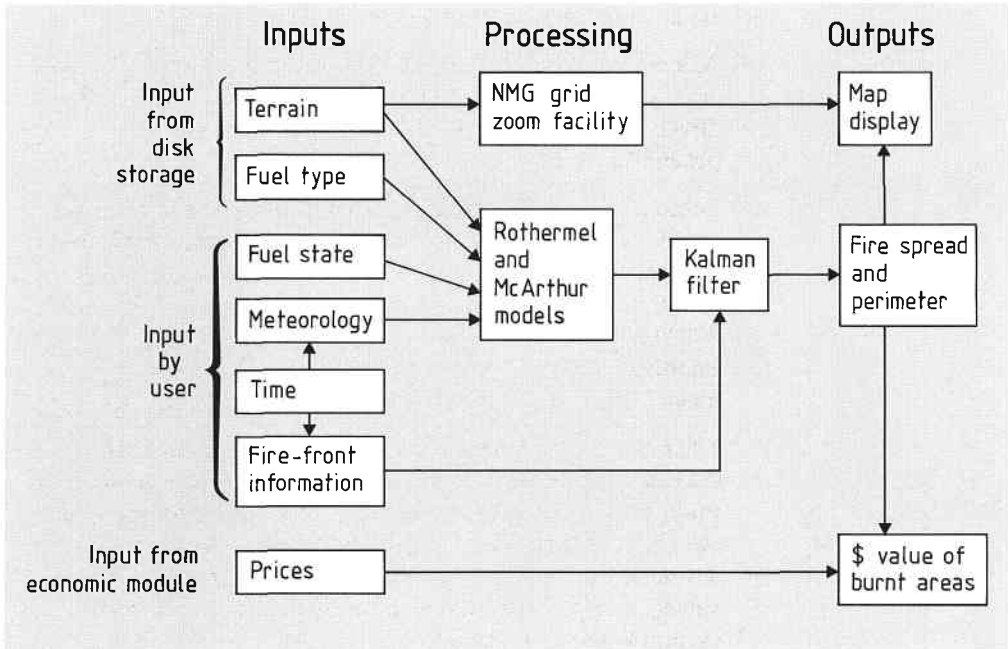 Inputs
Processing
Outputs
Input
from
disk
storage
Terrain
Fuel type
NMG grid
zoom facility
Map
display
Input
by
user
Fuel state
Meteorology
Time
Fire-front
information
Rothermel
and
McArthur
models
Kalman
filter
Fire spread
and
perimeter
Input from
economic module
Prices
$ value of
burnt areas